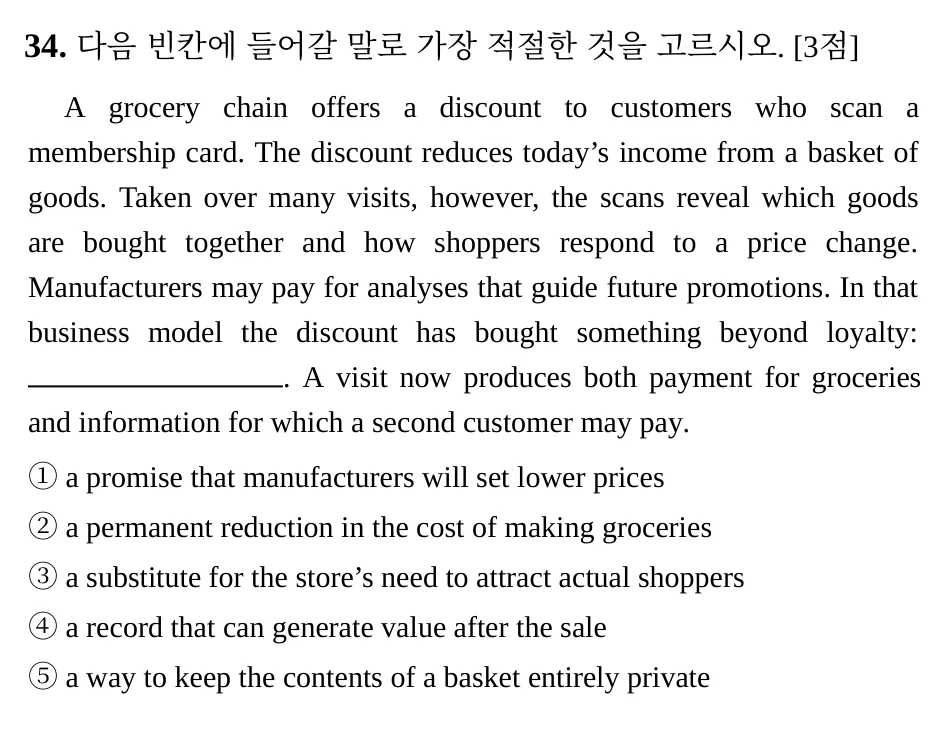 34. 다음 빈칸에 들어갈 말로 가장 적절한 것을 고르시오. [3점]
A grocery chain offers a discount to customers who scan a
membership card. The discount reduces today’s income from a basket of
goods. Taken over many visits, however, the scans reveal which goods
are bought together and how shoppers respond to a price change.
Manufacturers may pay for analyses that guide future promotions. In that
business model the discount has bought something beyond loyalty:
. A visit now produces both payment for groceries
and information for which a second customer may pay.
① a promise that manufacturers will set lower prices
② a permanent reduction in the cost of making groceries
③ a substitute for the store’s need to attract actual shoppers
④ a record that can generate value after the sale
⑤ a way to keep the contents of a basket entirely private